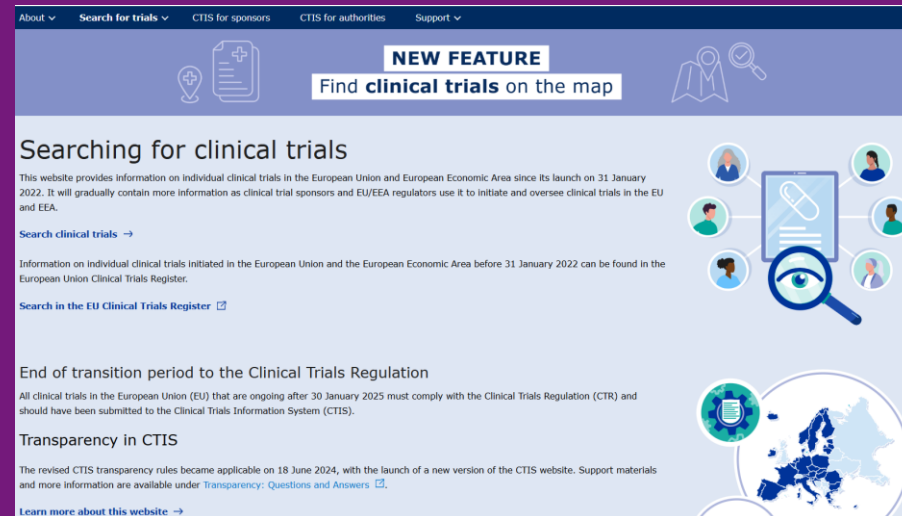 About Search for trials CTIS for sponsors CTIS for authorities Support
NEW FEATURE
Find clinical trials on the map
Searching for clinical trials
This website provides information on individual clinical trials in the European Union and European Economic Area since its launch on 31 January
2022. It will gradually contain more information as clinical trial sponsors and EU/EEA regulators use it to initiate and oversee clinical trials in the EU
and EEA.
Search clinical trials →
Information on individual clinical trials initiated in the European Union and the European Economic Area before 31 January 2022 can be found in the
European Union Clinical Trials Register.
Search in the EU Clinical Trials Register
End of transition period to the Clinical Trials Regulation
All clinical trials in the European Union (EU) that are ongoing after 30 January 2025 must comply with the Clinical Trials Regulation (CTR) and
should have been submitted to the Clinical Trials Information System (CTIS).
Transparency in CTIS
The revised CTIS transparency rules became applicable on 18 June 2024, with the launch of a new version of the CTIS website. Support materials
and more information are available under Transparency: Questions and Answers.
Learn more about this website →